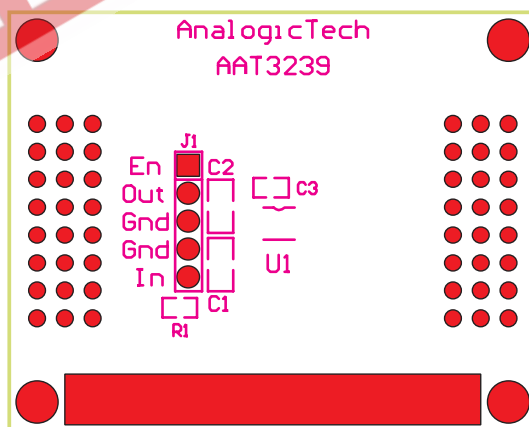 AnalogicTech
AAT3239
J1
En
C2
Out
C3
Gnd
Gnd
U1
In
C1
R1